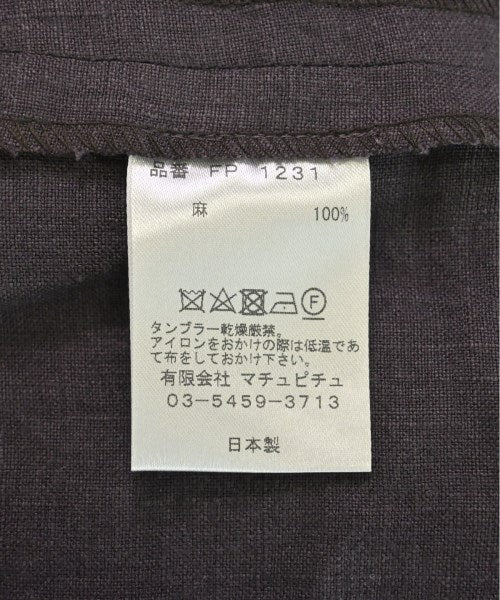 品番 FP 1231
麻 100%
F
タンブラー乾燥厳禁。
アイロンをおかけの際は低温であ
て布をしておかけ下さい。
有限会社 マチュピチュ
03-5459-3713
日本製